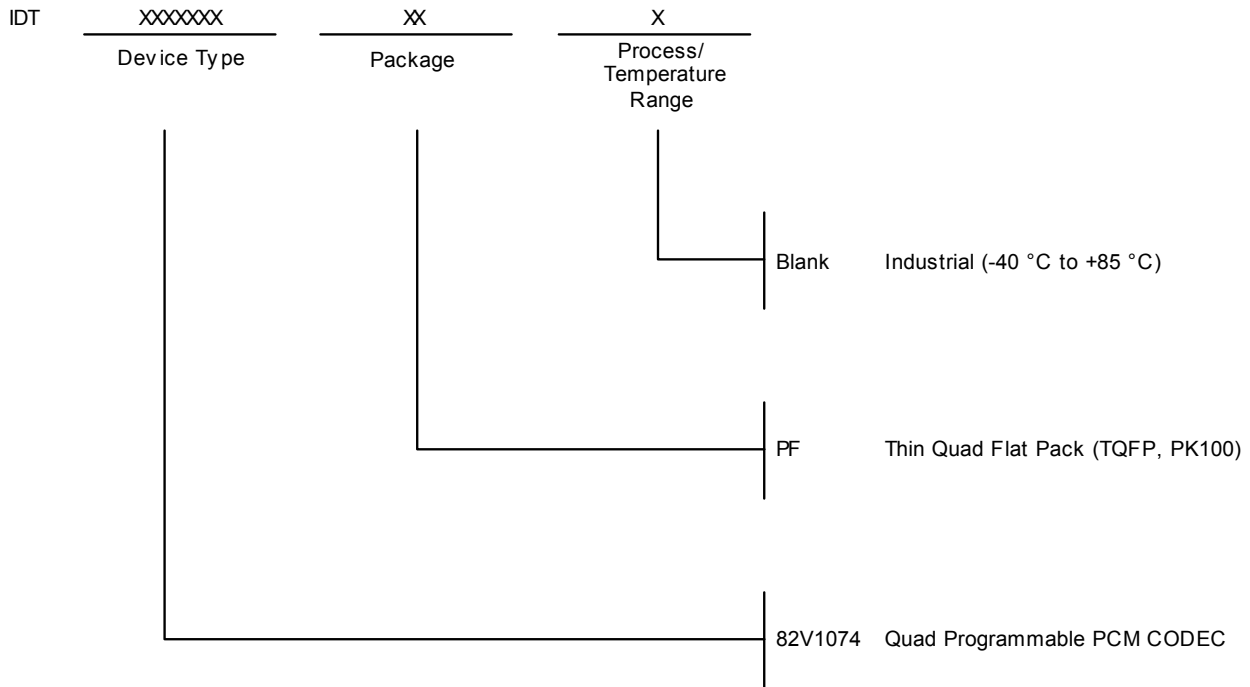 IDT XXXXXXX XX X
Device Type Package Process/
Temperature
Range
Blank Industrial (-40 °C to +85 °C)
PF Thin Quad Flat Pack (TQFP, PK100)
82V1074 Quad Programmable PCM CODEC